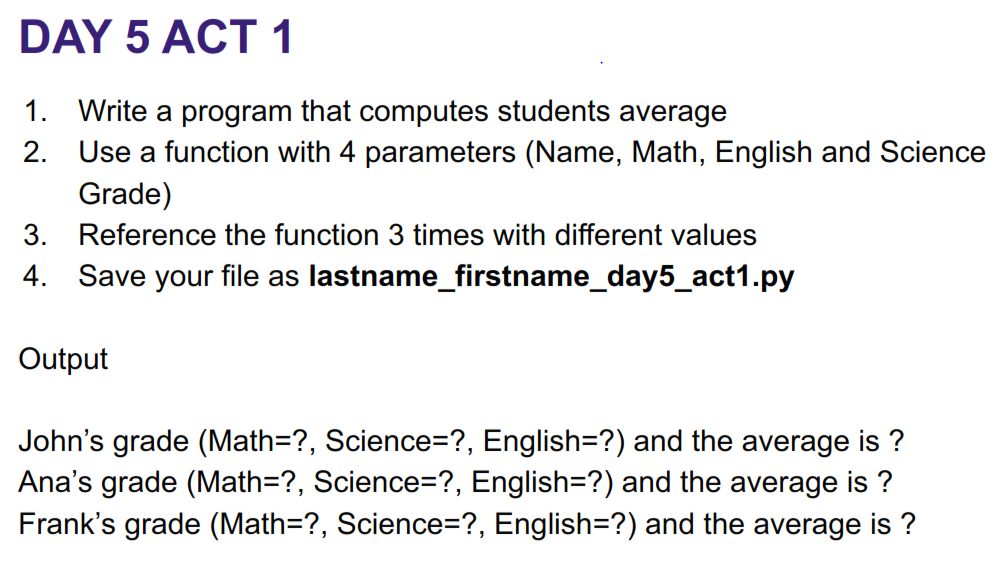 DAY 5 ACT 1
1. Write a program that computes students average
2. Use a function with 4 parameters (Name, Math, English and Science
Grade)
3. Reference the function 3 times with different values
4. Save your file as lastname_firstname_day5_act1.py
Output
John’s grade (Math=?, Science=?, English=?) and the average is ?
Ana’s grade (Math=?, Science=?, English=?) and the average is ?
Frank’s grade (Math=?, Science=?, English=?) and the average is ?